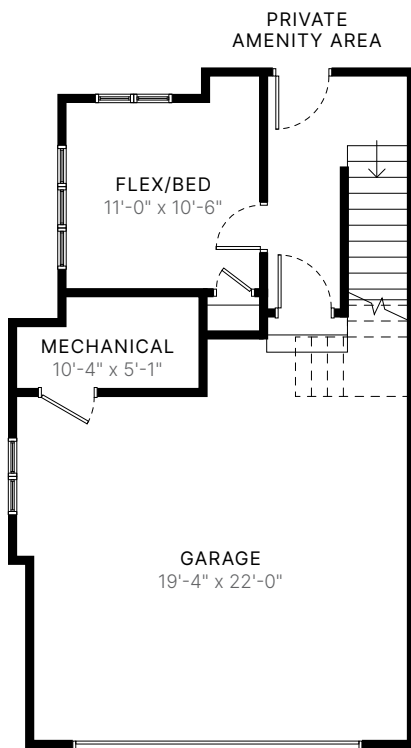 PRIVATE
AMENITY AREA
FLEX/BED
11'-0" x 10'-6"
MECHANICAL
10'-4" x 5'-1"
GARAGE
19'-4" x 22'-0"